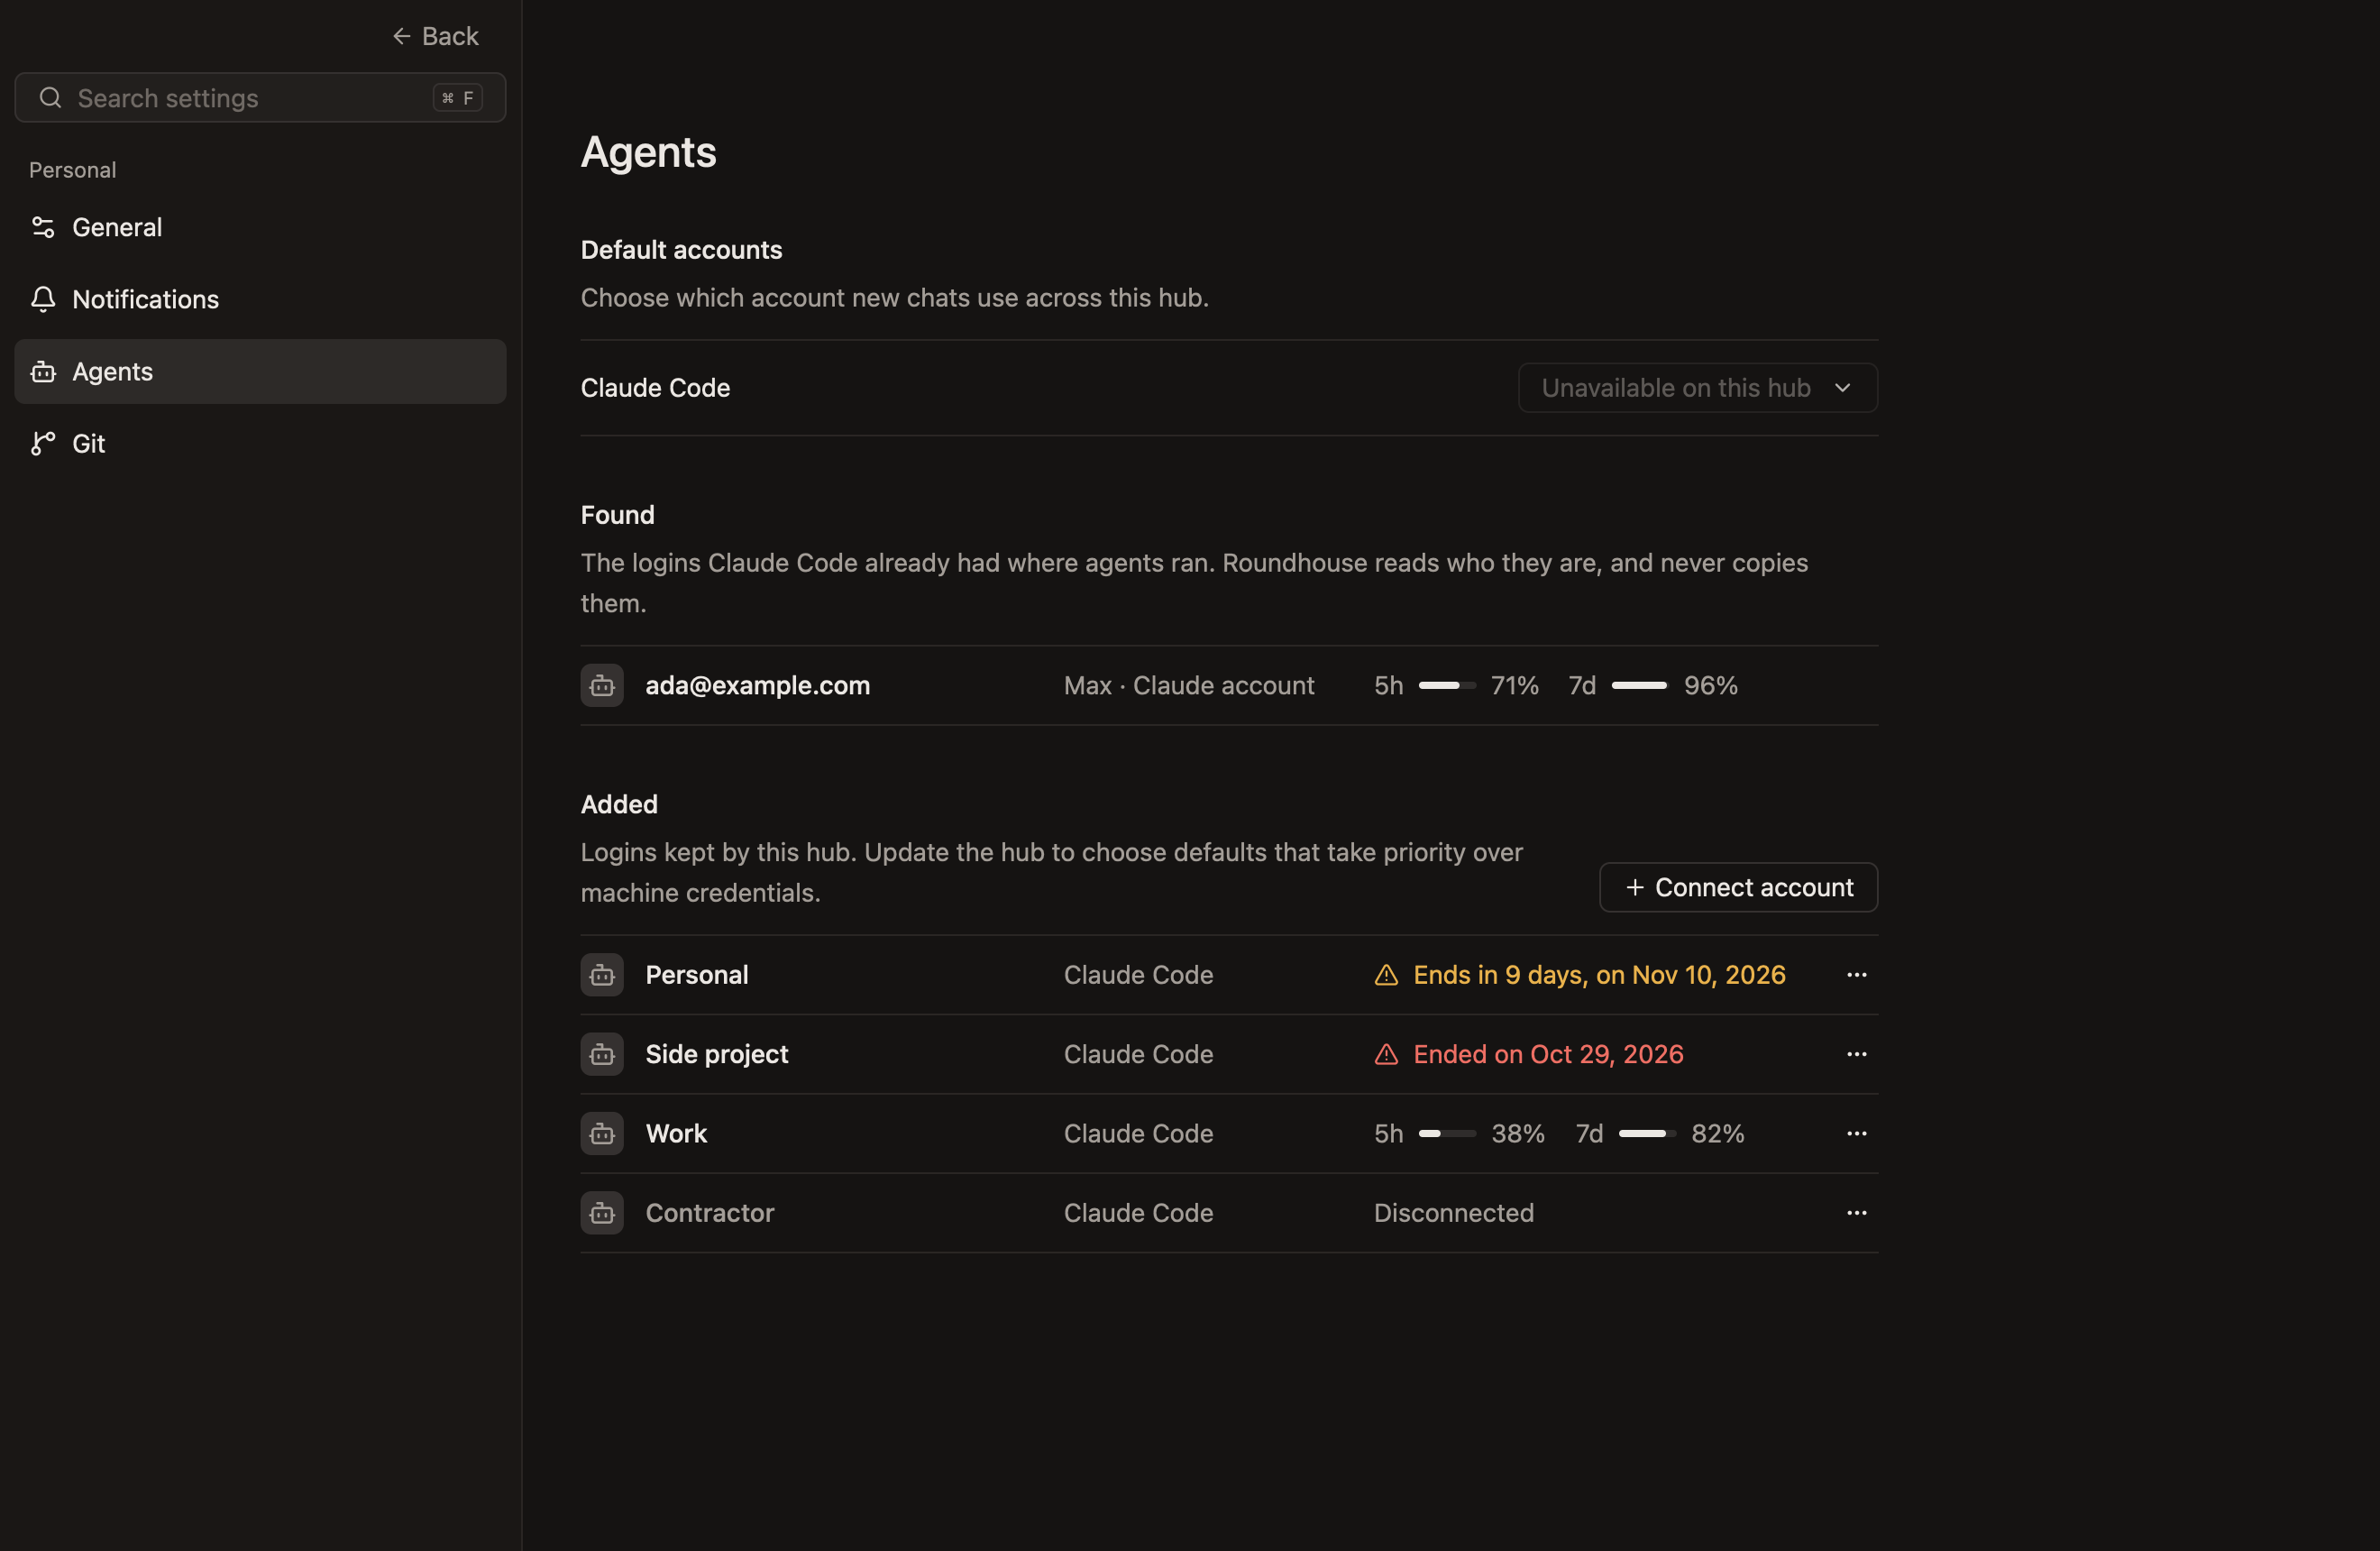 Back
Search settings
⌘ F
Personal
General
Notifications
Agents
Git
Agents
Default accounts
Choose which account new chats use across this hub.
Claude Code
Unavailable on this hub
Found
The logins Claude Code already had where agents ran. Roundhouse reads who they are, and never copies
them.
ada@example.com Max · Claude account 5h 71% 7d 96%
Added
Logins kept by this hub. Update the hub to choose defaults that take priority over
machine credentials.
Connect account
Personal Claude Code Ends in 9 days, on Nov 10, 2026
Side project Claude Code Ended on Oct 29, 2026
Work Claude Code 5h 38% 7d 82%
Contractor Claude Code Disconnected